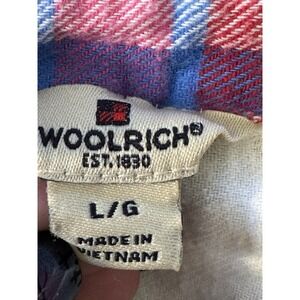 WOOLRICH®
EST. 1830
L/G
MADE IN
VIETNAM